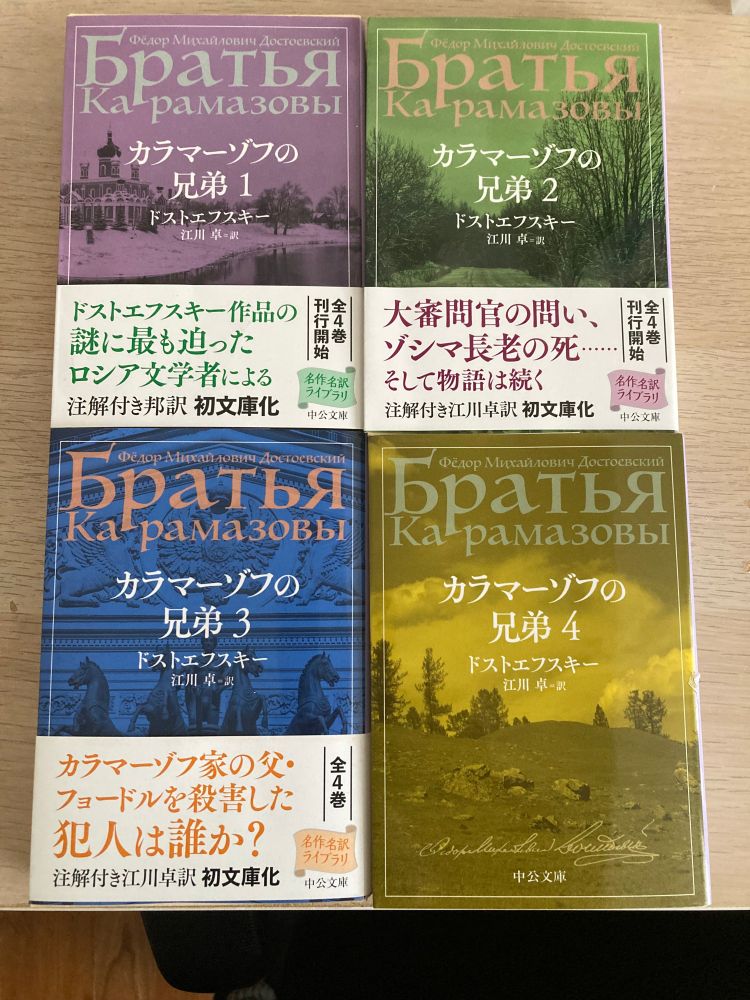 Фёдор Михайлович Достоевский
Братья
Карамазовы
カラマーゾフの
兄弟 1
ドストエフスキー
江川 卓=訳
ドストエフスキー作品の
謎に最も迫った
ロシア文学者による
注解付き邦訳 初文庫化
全4巻
刊行開始
名作名訳
ライブラリ
中公文庫
Фёдор Михайлович Достоевский
Братья
Карамазовы
カラマーゾフの
兄弟 2
ドストエフスキー
江川 卓=訳
大審問官の問い、
ゾシマ長老の死……
そして物語は続く
注解付き江川卓訳 初文庫化
全4巻
刊行開始
名作名訳
ライブラリ
中公文庫
Фёдор Михайлович Достоевский
Братья
Карамазовы
カラマーゾフの
兄弟 3
ドストエフスキー
江川 卓=訳
カラマーゾフ家の父・
フョードルを殺害した
犯人は誰か?
注解付き江川卓訳 初文庫化
全4巻
名作名訳
ライブラリ
中公文庫
Фёдор Михайлович Достоевский
Братья
Карамазовы
カラマーゾフの
兄弟 4
ドストエフスキー
江川 卓=訳
中公文庫